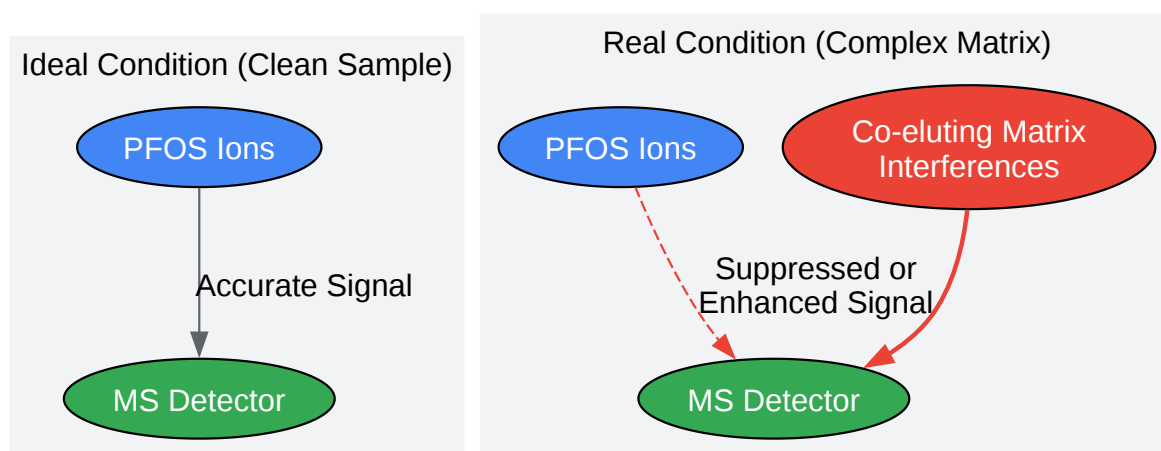 Ideal Condition (Clean Sample)
PFOS Ions
Accurate Signal
MS Detector
Real Condition (Complex Matrix)
PFOS Ions
Co-eluting Matrix
Interferences
Suppressed or
Enhanced Signal
MS Detector